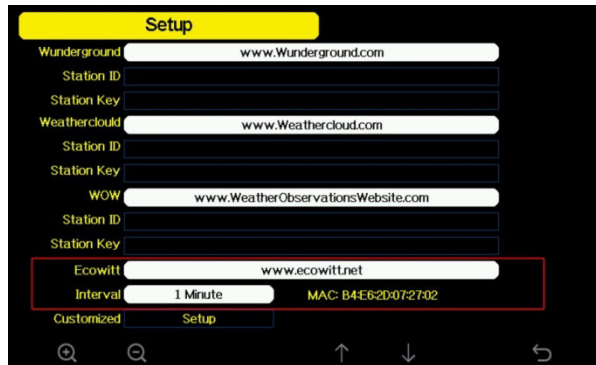 Setup
Wunderground www.Wunderground.com
Station ID
Station Key
Weatherclould www.Weathercloud.com
Station ID
Station Key
WOW www.WeatherObservationsWebsite.com
Station ID
Station Key
Ecowitt www.ecowitt.net
Interval 1 Minute MAC: B4:E6:2D:07:27:02
Customized Setup